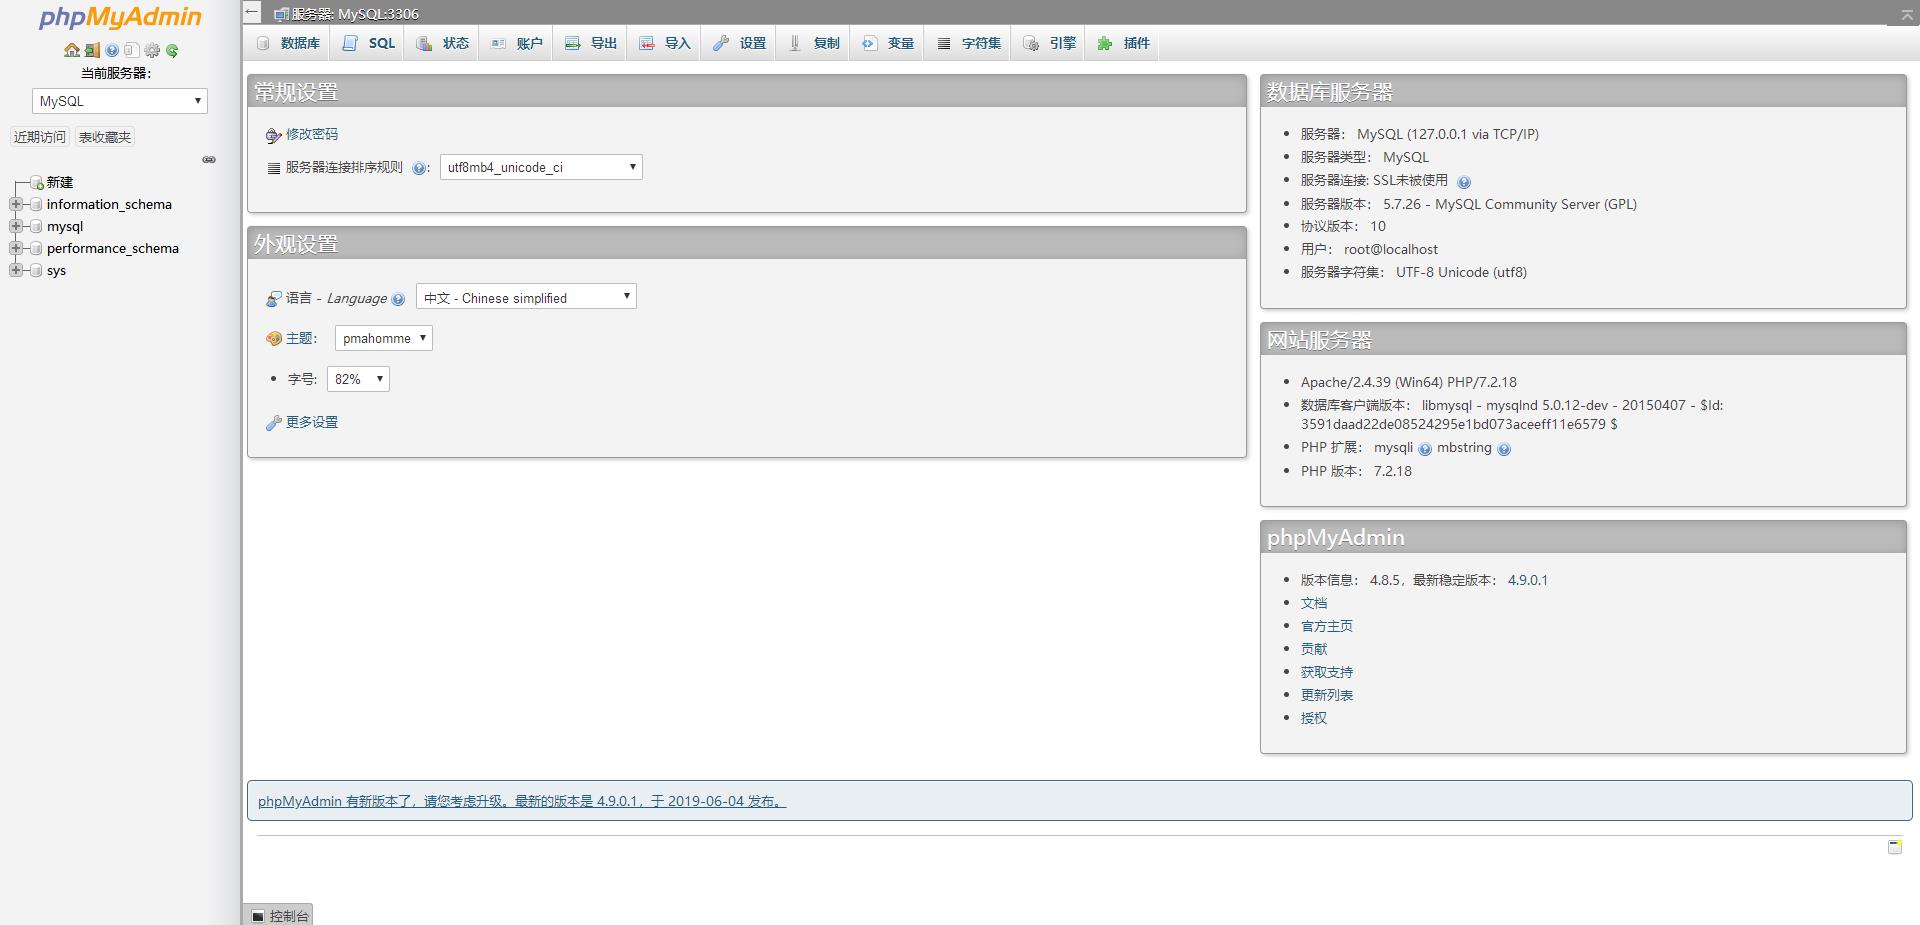 phpMyAdmin
当前服务器：
MySQL
近期访问 表收藏夹
新建
information_schema
mysql
performance_schema
sys
服务器: MySQL:3306
数据库 SQL 状态 账户 导出 导入 设置 复制 变量 字符集 引擎 插件
常规设置
修改密码
服务器连接排序规则 : utf8mb4_unicode_ci
外观设置
语言 - Language 中文 - Chinese simplified
主题： pmahomme
字号: 82%
更多设置
数据库服务器
服务器： MySQL (127.0.0.1 via TCP/IP)
服务器类型： MySQL
服务器连接: SSL未被使用
服务器版本： 5.7.26 - MySQL Community Server (GPL)
协议版本： 10
用户： root@localhost
服务器字符集： UTF-8 Unicode (utf8)
网站服务器
Apache/2.4.39 (Win64) PHP/7.2.18
数据库客户端版本： libmysql - mysqlnd 5.0.12-dev - 20150407 - $Id:
3591daad22de08524295e1bd073aceeff11e6579 $
PHP 扩展： mysqli mbstring
PHP 版本： 7.2.18
phpMyAdmin
版本信息： 4.8.5，最新稳定版本： 4.9.0.1
文档
官方主页
贡献
获取支持
更新列表
授权
phpMyAdmin 有新版本了，请您考虑升级。最新的版本是 4.9.0.1，于 2019-06-04 发布。
控制台